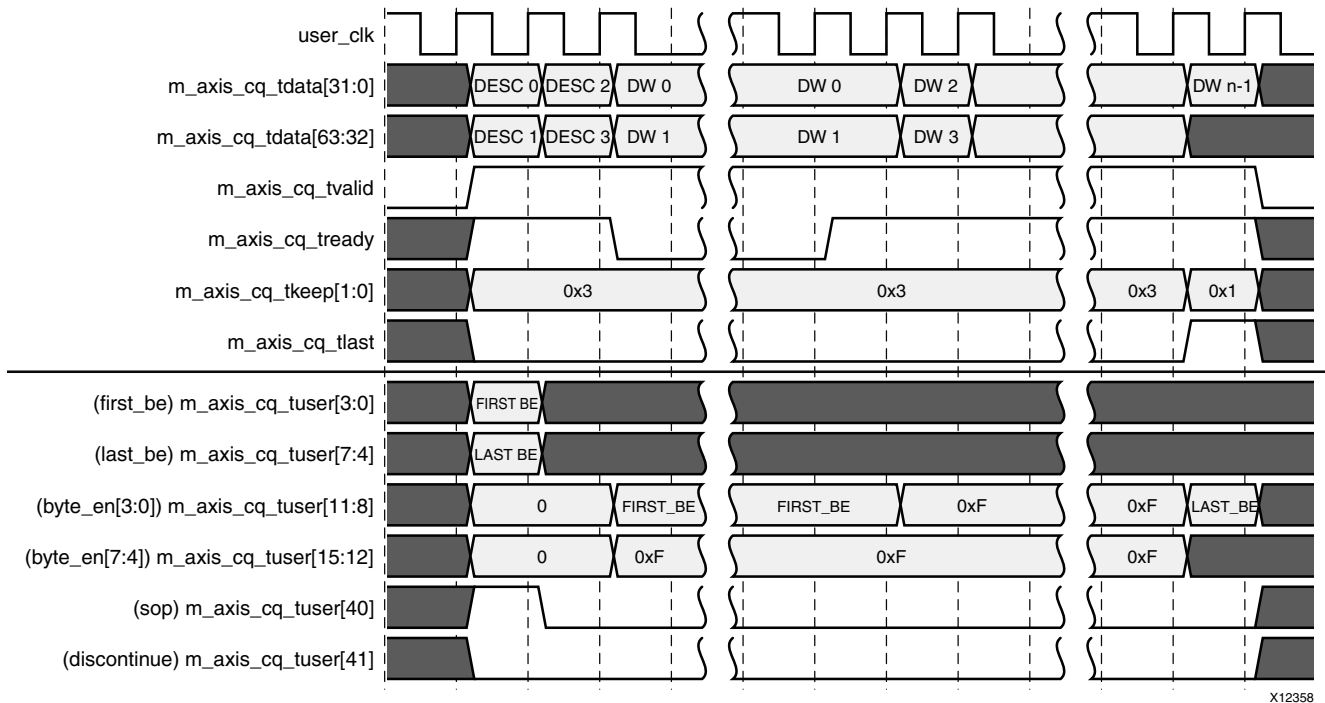 user_clk
m_axis_cq_tdata[31:0] DESC 0 DESC 2 DW 0 DW 0 DW 2 DW n-1
m_axis_cq_tdata[63:32] DESC 1 DESC 3 DW 1 DW 1 DW 3
m_axis_cq_tvalid
m_axis_cq_tready
m_axis_cq_tkeep[1:0] 0x3 0x3 0x3 0x1
m_axis_cq_tlast
(first_be) m_axis_cq_tuser[3:0] FIRST BE
(last_be) m_axis_cq_tuser[7:4] LAST BE
(byte_en[3:0]) m_axis_cq_tuser[11:8] 0 FIRST_BE FIRST_BE 0xF 0xF LAST_BE
(byte_en[7:4]) m_axis_cq_tuser[15:12] 0 0xF 0xF 0xF
(sop) m_axis_cq_tuser[40]
(discontinue) m_axis_cq_tuser[41]
X12358